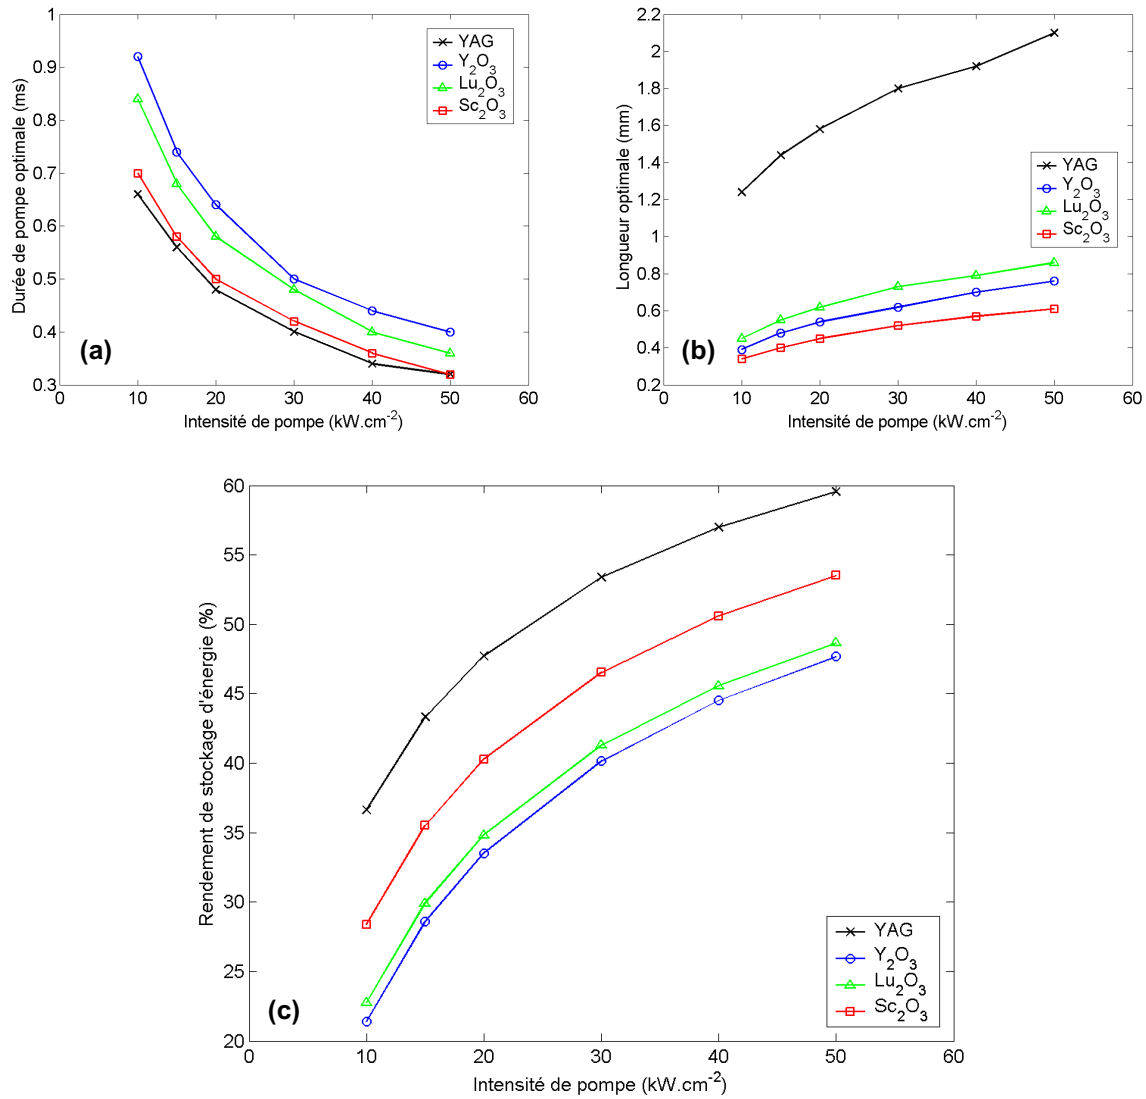 1
0.9
0.8
0.7
0.6
0.5
0.4
0.3
0
10
20
30
40
50
60
Durée de pompe optimale (ms)
Intensité de pompe (kW.cm-2)
(a)
YAG
Y2O3
Lu2O3
Sc2O3
2.2
2
1.8
1.6
1.4
1.2
1
0.8
0.6
0.4
0.2
0
10
20
30
40
50
60
Longueur optimale (mm)
Intensité de pompe (kW.cm-2)
(b)
YAG
Y2O3
Lu2O3
Sc2O3
60
55
50
45
40
35
30
25
20
0
10
20
30
40
50
60
Rendement de stockage d'énergie (%)
Intensité de pompe (kW.cm-2)
(c)
YAG
Y2O3
Lu2O3
Sc2O3